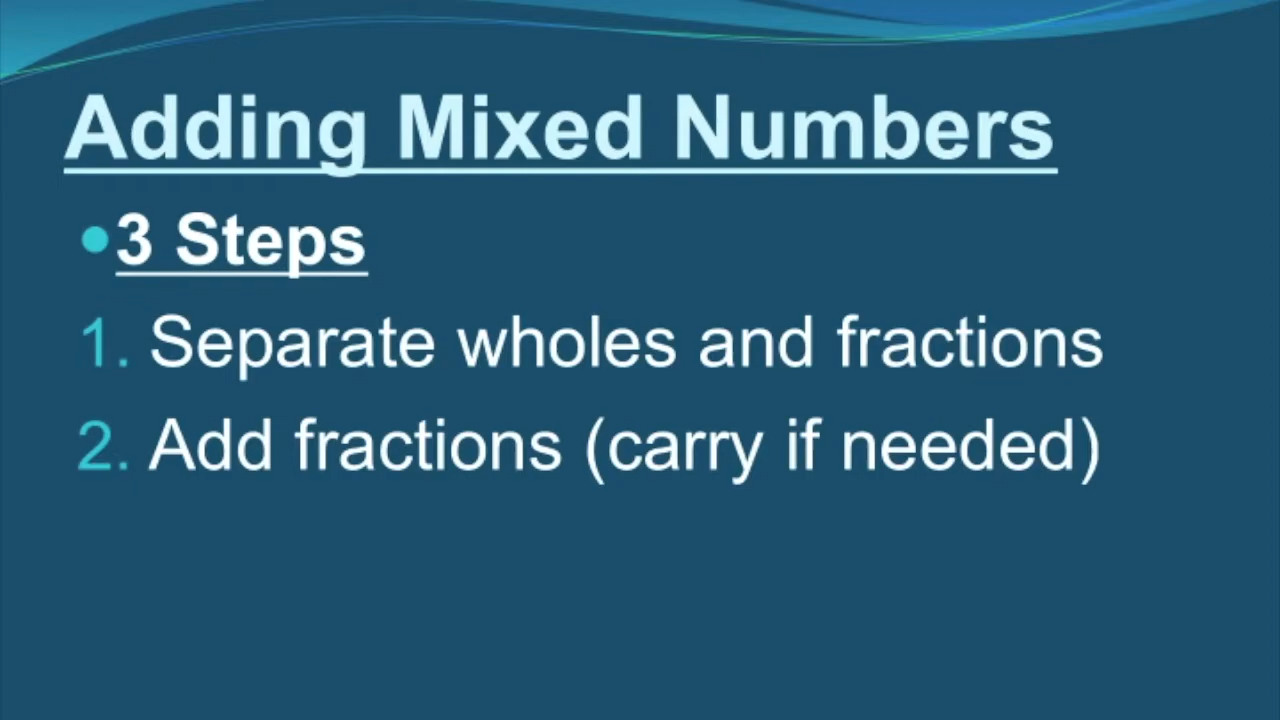 Adding Mixed Numbers
•3 Steps
1. Separate wholes and fractions
2. Add fractions (carry if needed)